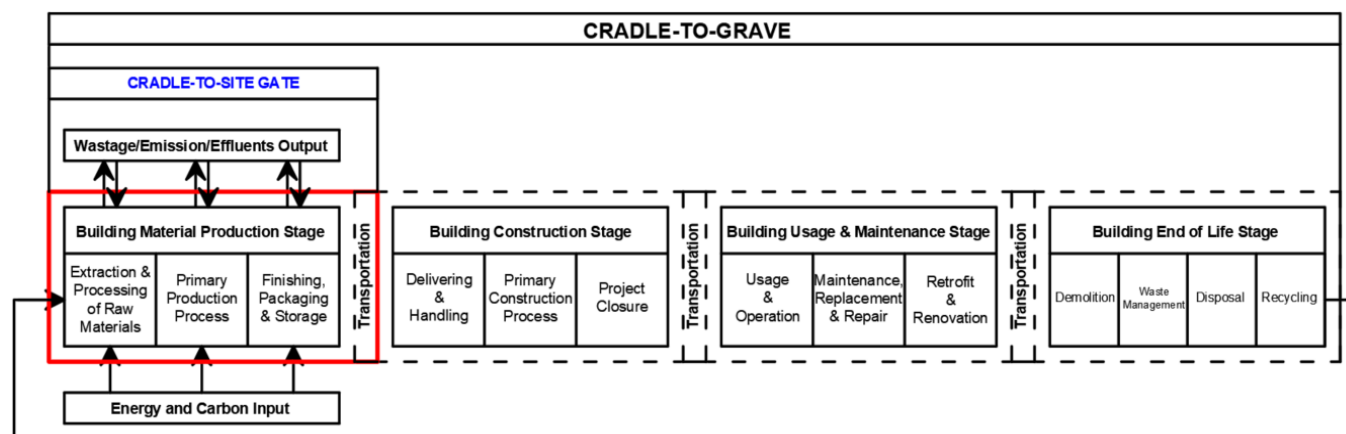 CRADLE-TO-GRAVE
CRADLE-TO-SITE GATE
Wastage/Emission/Effluents Output
Building Material Production Stage
Extraction &
Processing
of Raw
Materials
Primary
Production
Process
Finishing,
Packaging
& Storage
Transportation
Building Construction Stage
Delivering
&
Handling
Primary
Construction
Process
Project
Closure
Transportation
Building Usage & Maintenance Stage
Usage
&
Operation
Maintenance,
Replacement
& Repair
Retrofit
&
Renovation
Transportation
Building End of Life Stage
Demolition
Waste
Management
Disposal
Recycling
Energy and Carbon Input